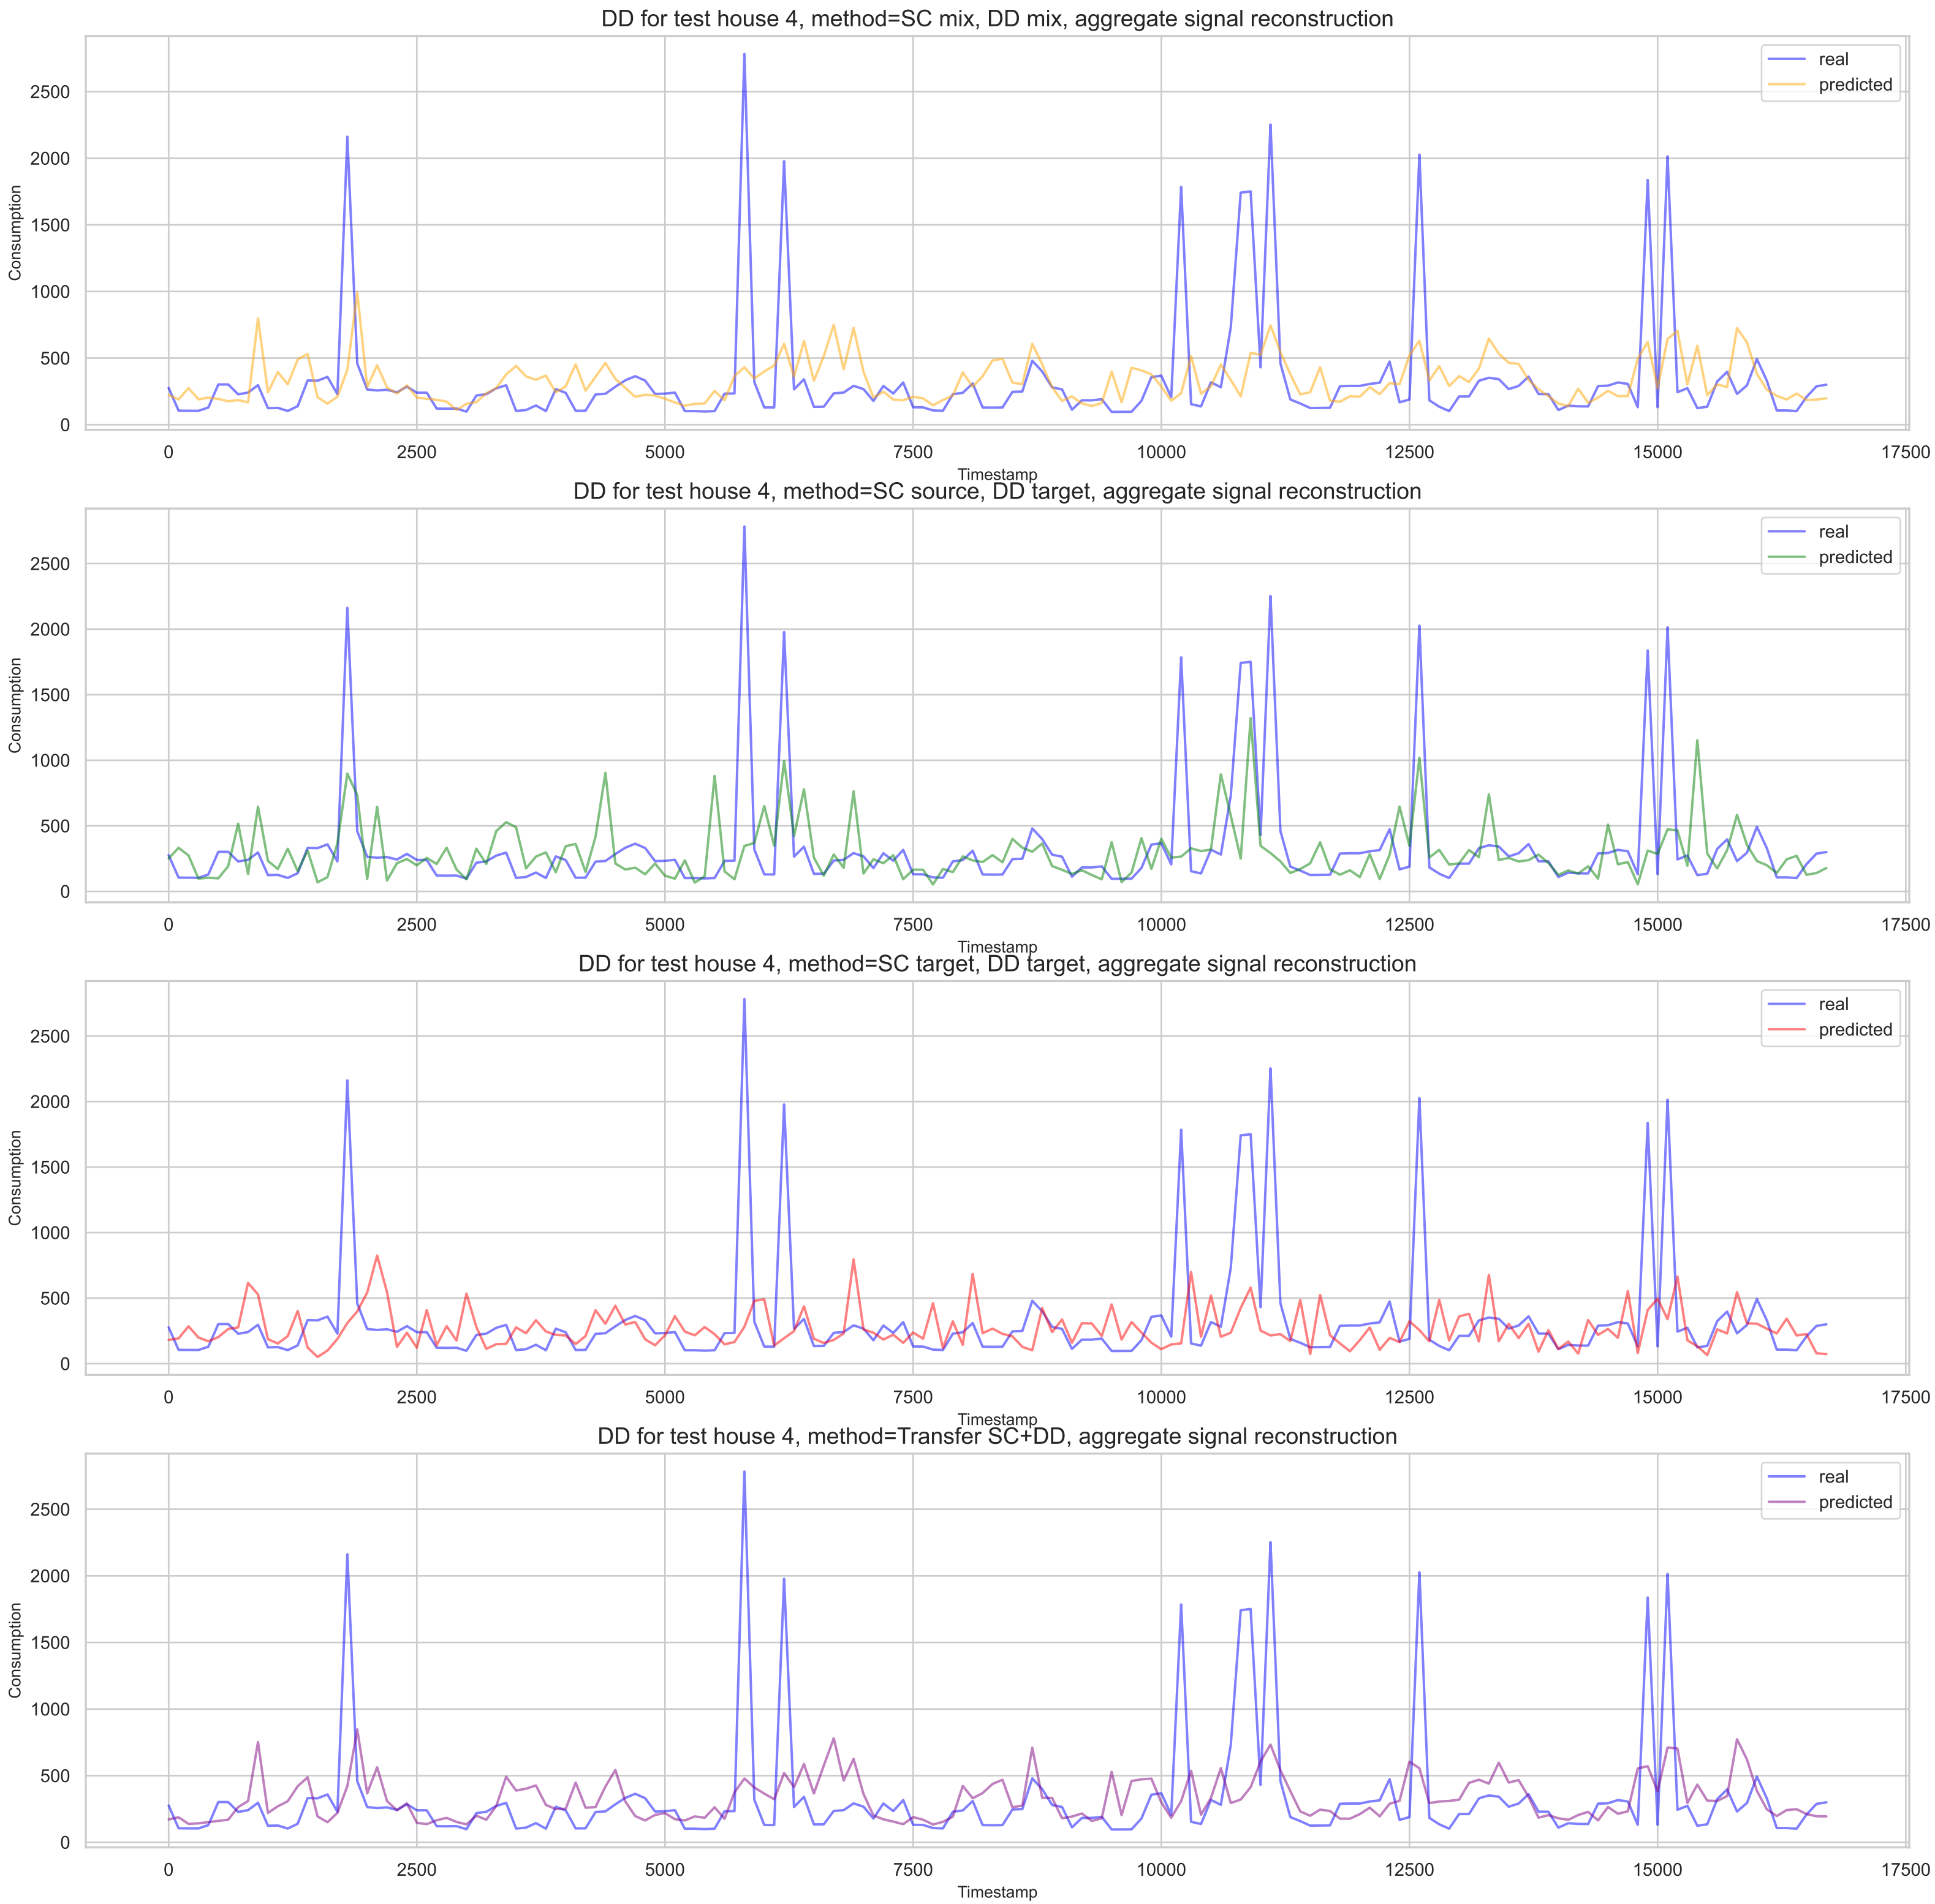 DD for test house 4, method=SC mix, DD mix, aggregate signal reconstruction
real
predicted
Consumption
2500
2000
1500
1000
500
0
0 2500 5000 7500 10000 12500 15000 17500
Timestamp
DD for test house 4, method=SC source, DD target, aggregate signal reconstruction
real
predicted
Consumption
2500
2000
1500
1000
500
0
0 2500 5000 7500 10000 12500 15000 17500
Timestamp
DD for test house 4, method=SC target, DD target, aggregate signal reconstruction
real
predicted
Consumption
2500
2000
1500
1000
500
0
0 2500 5000 7500 10000 12500 15000 17500
Timestamp
DD for test house 4, method=Transfer SC+DD, aggregate signal reconstruction
real
predicted
Consumption
2500
2000
1500
1000
500
0
0 2500 5000 7500 10000 12500 15000 17500
Timestamp